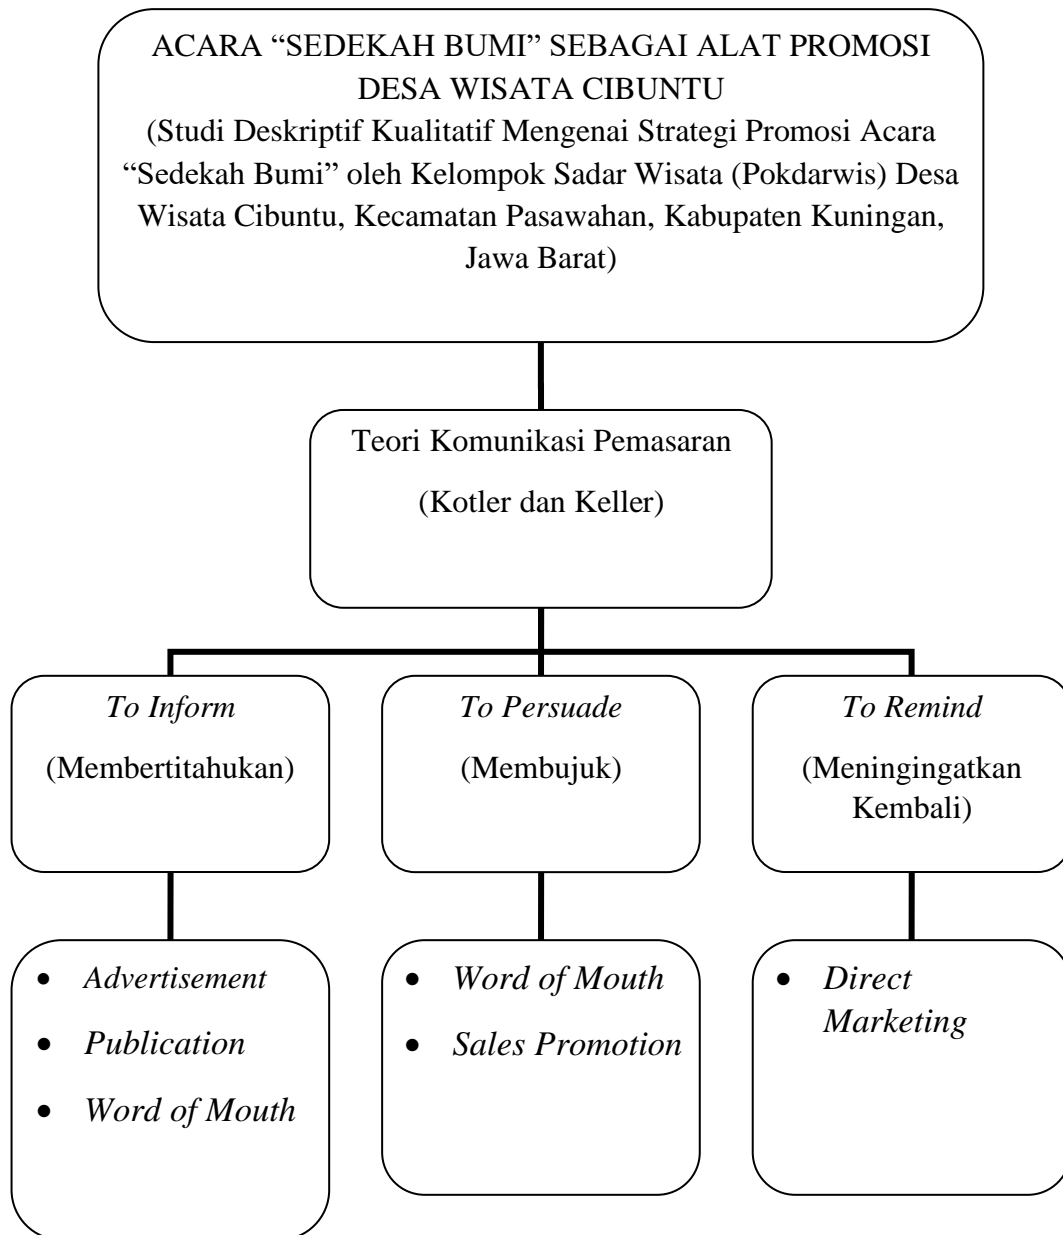 ACARA “SEDEKAH BUMI” SEBAGAI ALAT PROMOSI
DESA WISATA CIBUNTU
(Studi Deskriptif Kualitatif Mengenai Strategi Promosi Acara
“Sedekah Bumi” oleh Kelompok Sadar Wisata (Pokdarwis) Desa
Wisata Cibuntu, Kecamatan Pasawahan, Kabupaten Kuningan,
Jawa Barat)
Teori Komunikasi Pemasaran
(Kotler dan Keller)
To Inform
(Membertitahukan)
To Persuade
(Membujuk)
To Remind
(Meningingatkan
Kembali)
• Advertisement
• Publication
• Word of Mouth
• Word of Mouth
• Sales Promotion
• Direct
Marketing